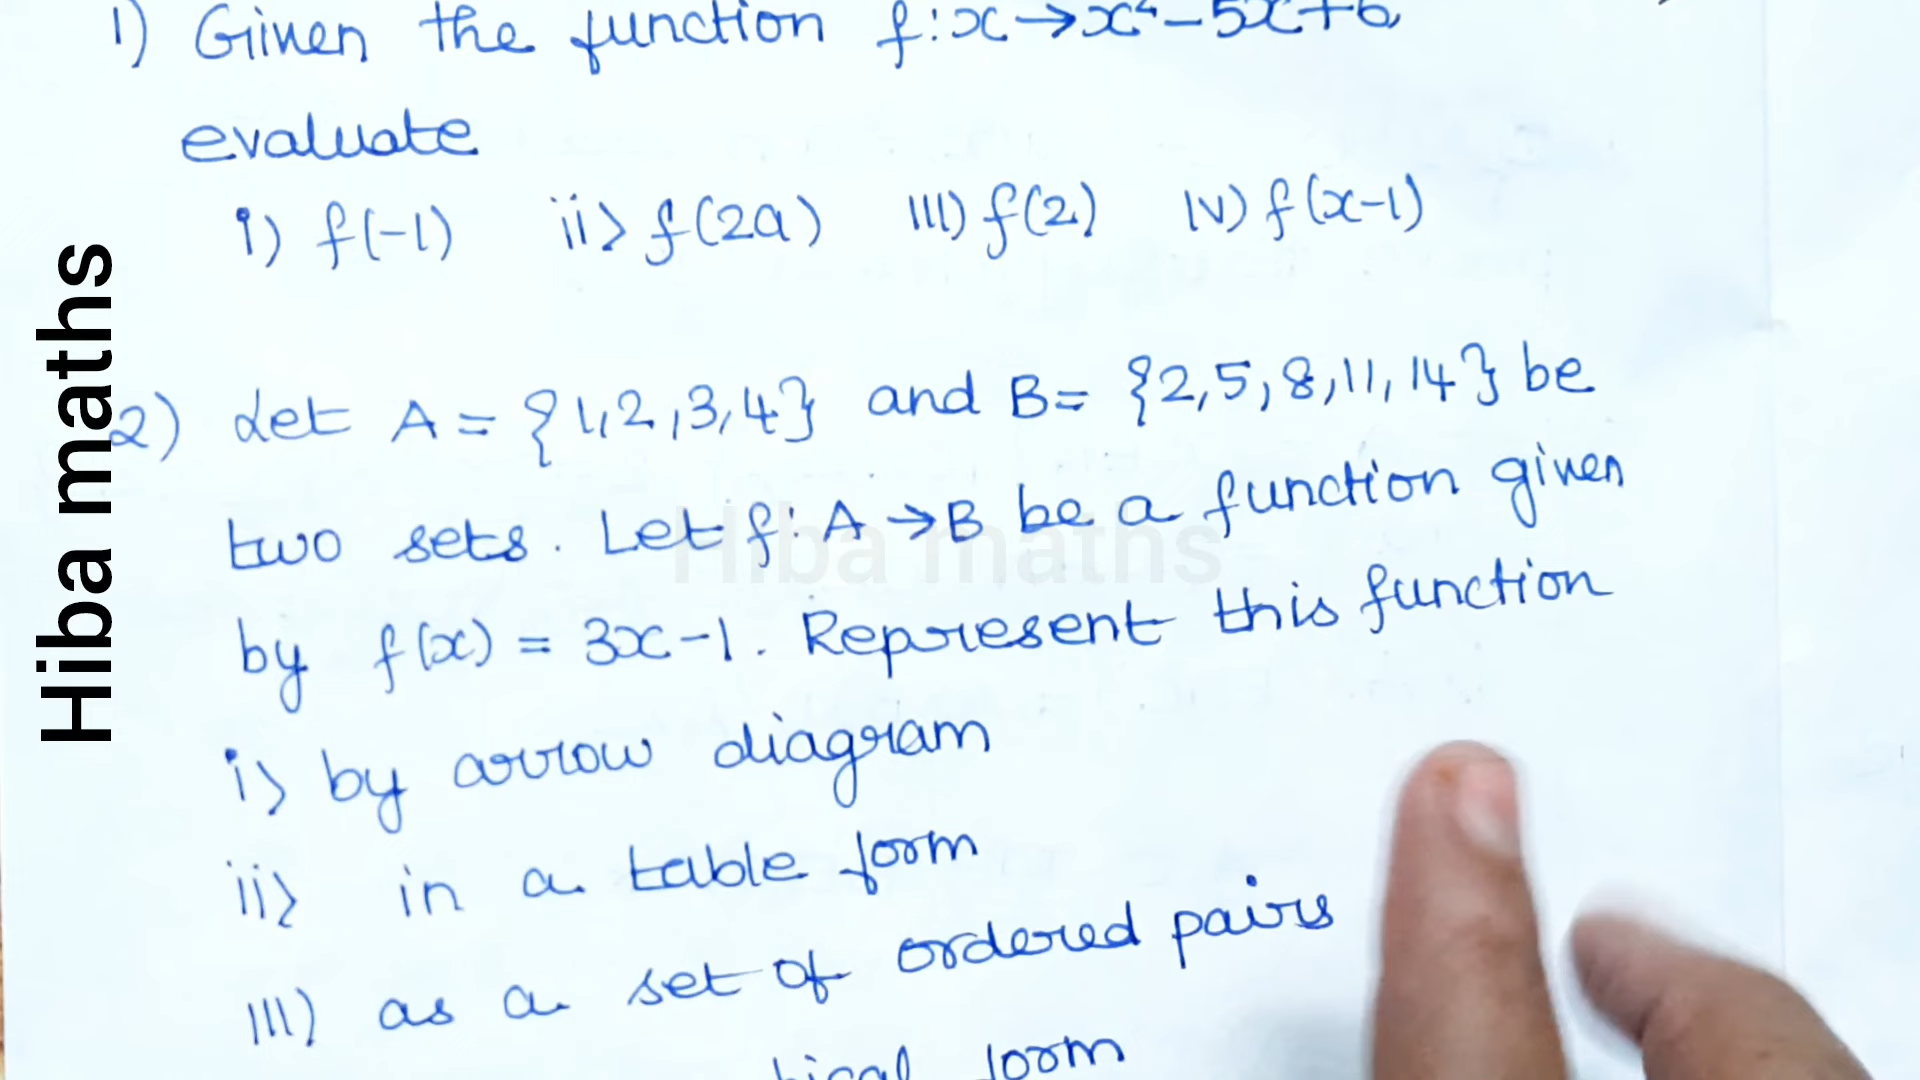 1) Given the function f:x→x²-5x+6,
evaluate
i) f(-1) ii) f(2a) III) f(2) IV) f(x-1)
2) Let A = {1,2,3,4} and B= {2,5,8,11,14} be
two sets. Let f: A→B be a function given
by f(x) = 3x-1. Represent this function
i) by arrow diagram
ii) in a table form
III) as a set of ordered pairs
form
Hiba maths
Hiba maths